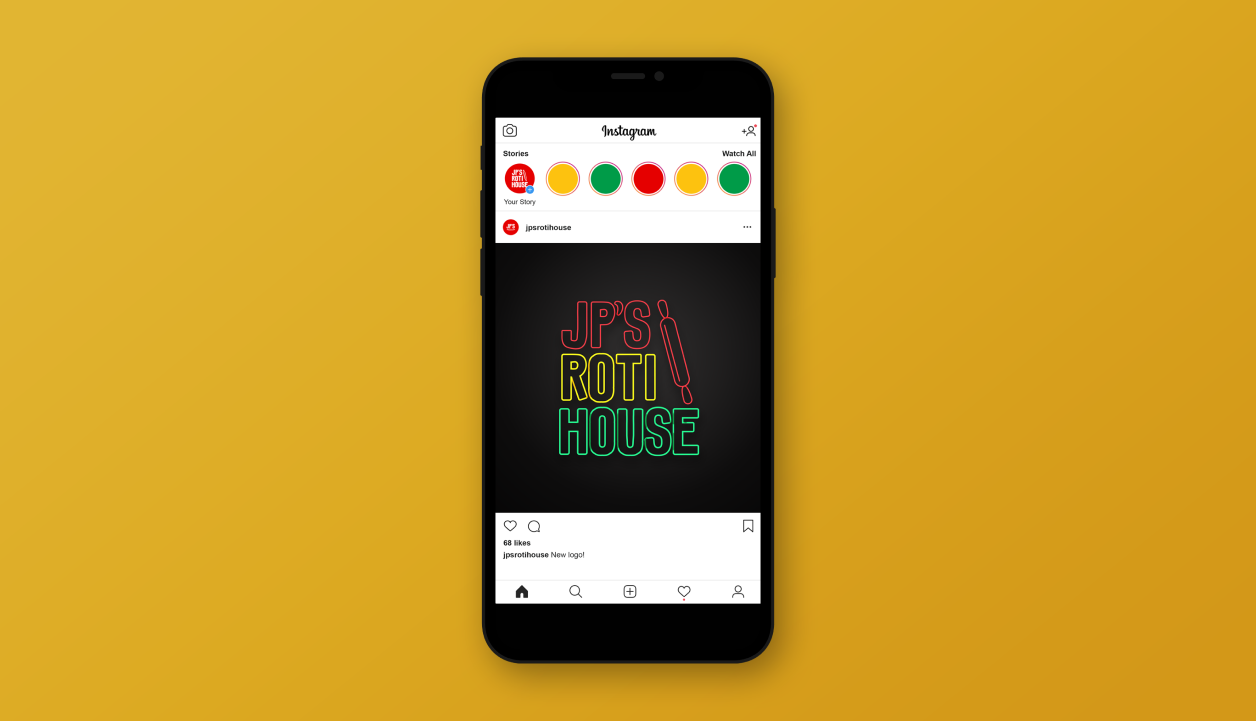 Instagram
Stories
Watch All
JP'S
ROTI
HOUSE
Your Story
jpsrotihouse
JP'S
ROTI
HOUSE
68 likes
jpsrotihouse New logo!